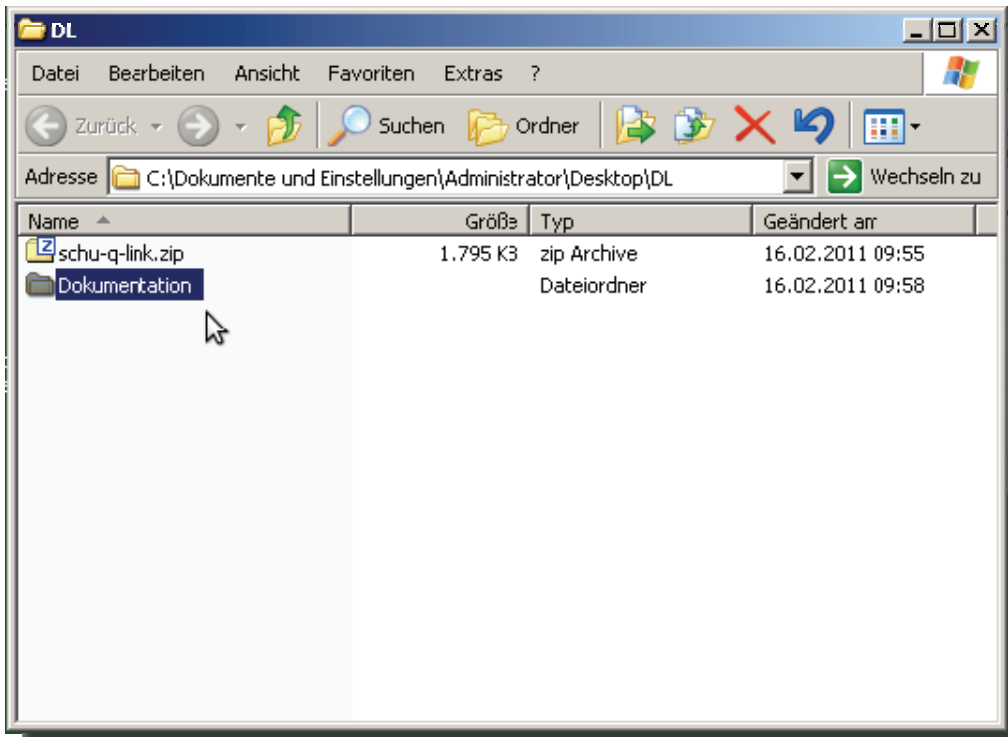 DL
Datei Bearbeiten Ansicht Favoriten Extras ?
Zurück Suchen Ordner
Adresse C:\Dokumente und Einstellungen\Administrator\Desktop\DL Wechseln zu
Name Größe Typ Geändert am
schu-q-link.zip 1.795 KB zip Archive 16.02.2011 09:55
Dokumentation Dateiordner 16.02.2011 09:58